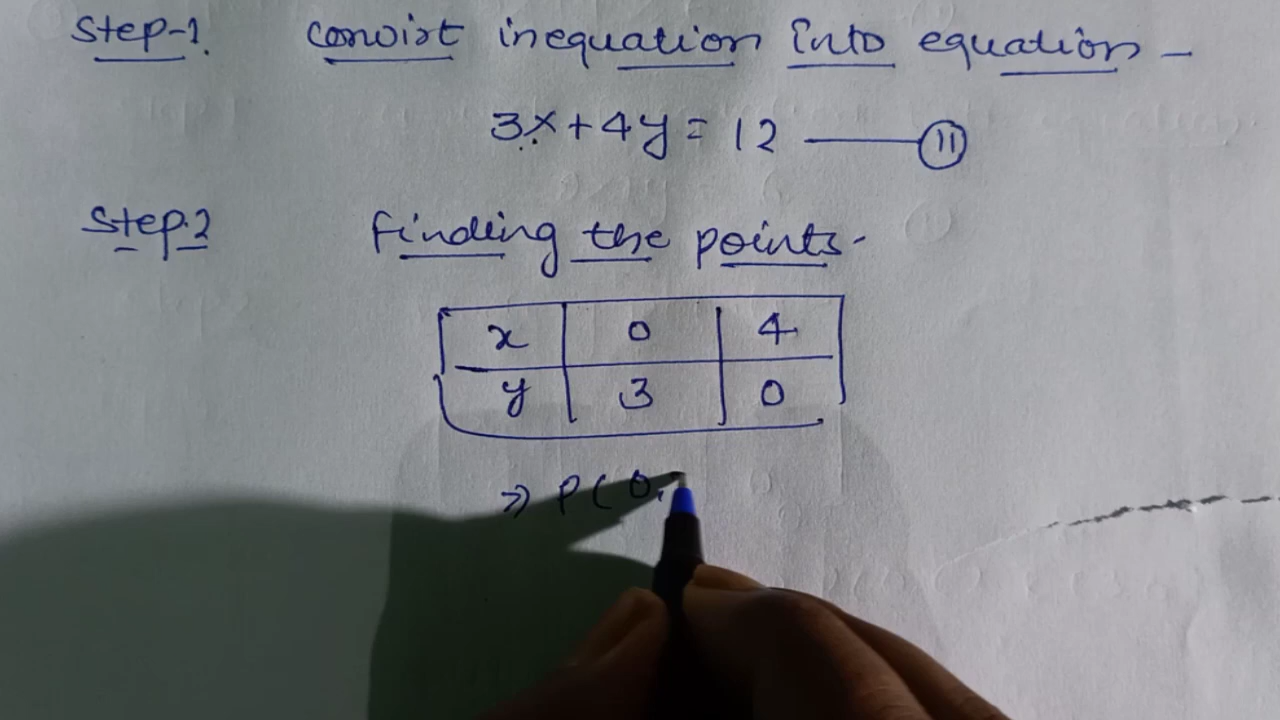 Step-1. convirt inequation into equation -
3x+4y = 12 —— (11)
Step.2 finding the points.
x 0 4
y 3 0
⇒ P ( 0,